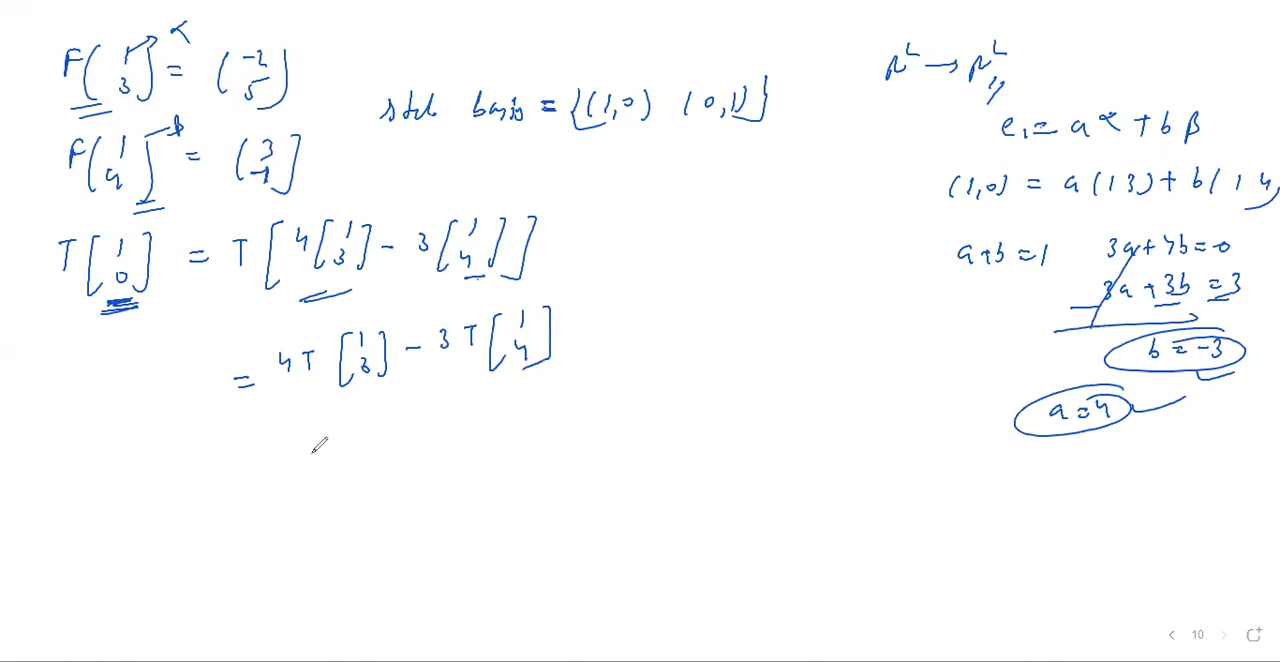 F(1 3] α = (-2 5)
F(1 4] β = (3 -1]
std basis = {(1,0) (0,1)}
T[1 0] = T[4[1 3] - 3[1 4]]
= 4T[1 3] - 3T[1 4]
R² → R²
e₁ = aα + bβ
(1,0) = a(1 3) + b(1 4)
a+b=1 3a+4b=0
3a+3b=3
b=-3
a=4
10